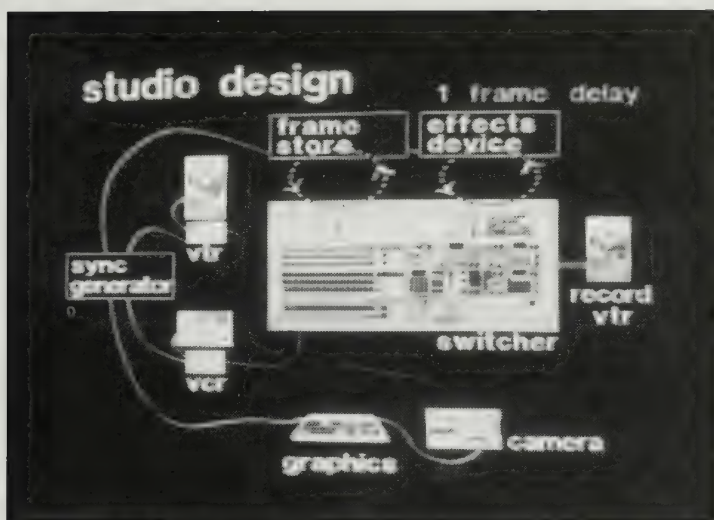 studio design
1 frame delay
frame
store
effects
device
vtr
sync
generator
record
vtr
switcher
vcr
camera
graphics